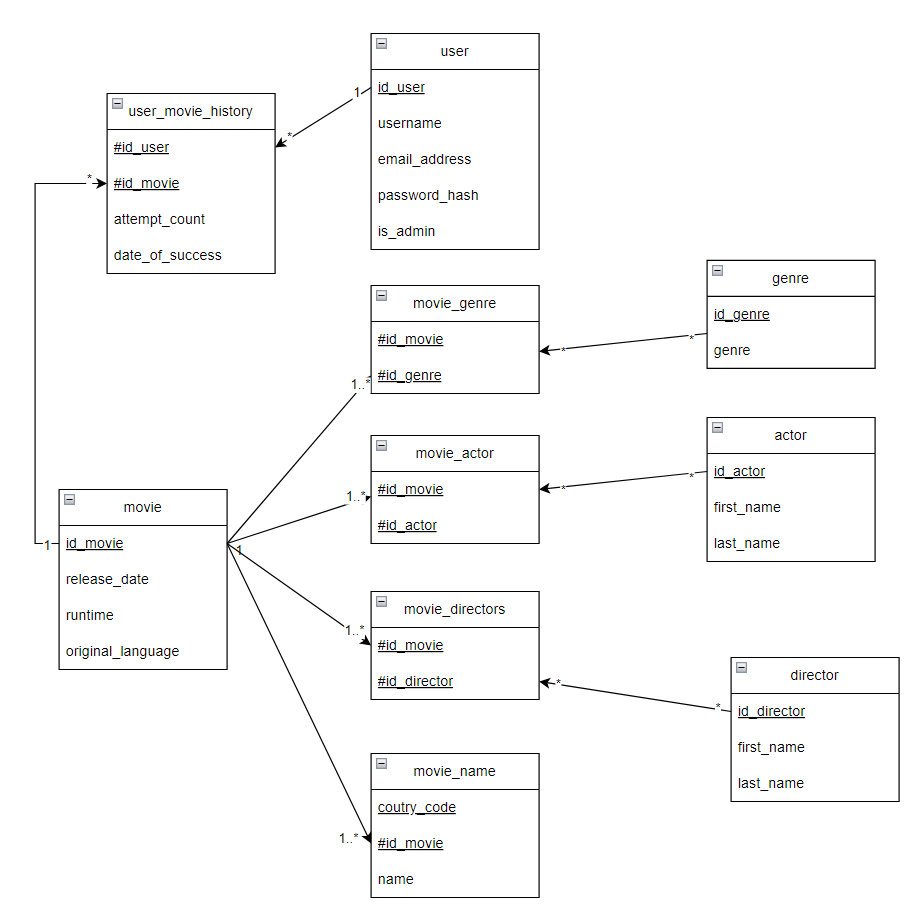 user
id_user
username
email_address
password_hash
is_admin
user_movie_history
#id_user
#id_movie
attempt_count
date_of_success
1
*
*
1
movie_genre
#id_movie
#id_genre
1..*
genre
id_genre
genre
*
*
movie_actor
#id_movie
#id_actor
1..*
actor
id_actor
first_name
last_name
*
*
movie
id_movie
release_date
runtime
original_language
1
movie_directors
#id_movie
#id_director
1..*
director
id_director
first_name
last_name
*
*
movie_name
coutry_code
#id_movie
name
1..*